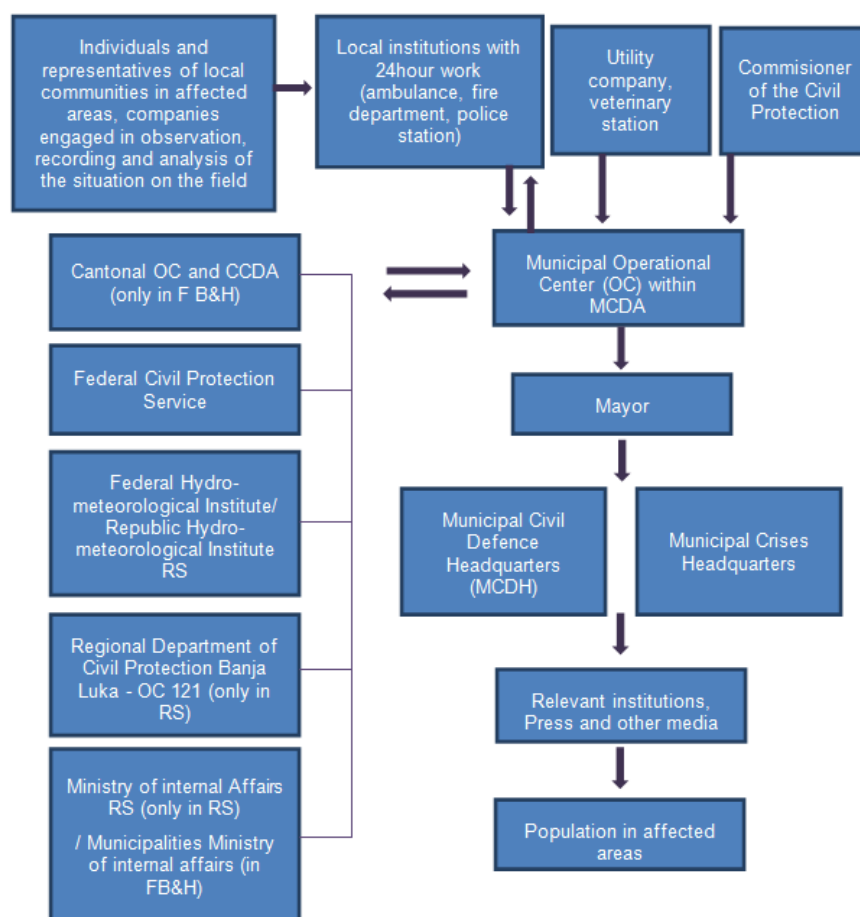 Individuals and
representatives of local
communities in affected
areas, companies
engaged in observation,
recording and analysis of
the situation on the field
Local institutions with
24hour work
(ambulance, fire
department, police
station)
Utility
company,
veterinary
station
Commisioner
of the Civil
Protection
Cantonal OC and CCDA
(only in F B&H)
Municipal Operational
Center (OC) within
MCDA
Federal Civil Protection
Service
Mayor
Federal Hydro-
meteorological Institute/
Republic Hydro-
meteorological Institute
RS
Municipal Civil
Defence
Headquarters
(MCDH)
Municipal Crises
Headquarters
Regional Department of
Civil Protection Banja
Luka - OC 121 (only in
RS)
Relevant institutions,
Press and other media
Ministry of internal Affairs
RS (only in RS)
/ Municipalities Ministry
of internal affairs (in
FB&H)
Population in affected
areas